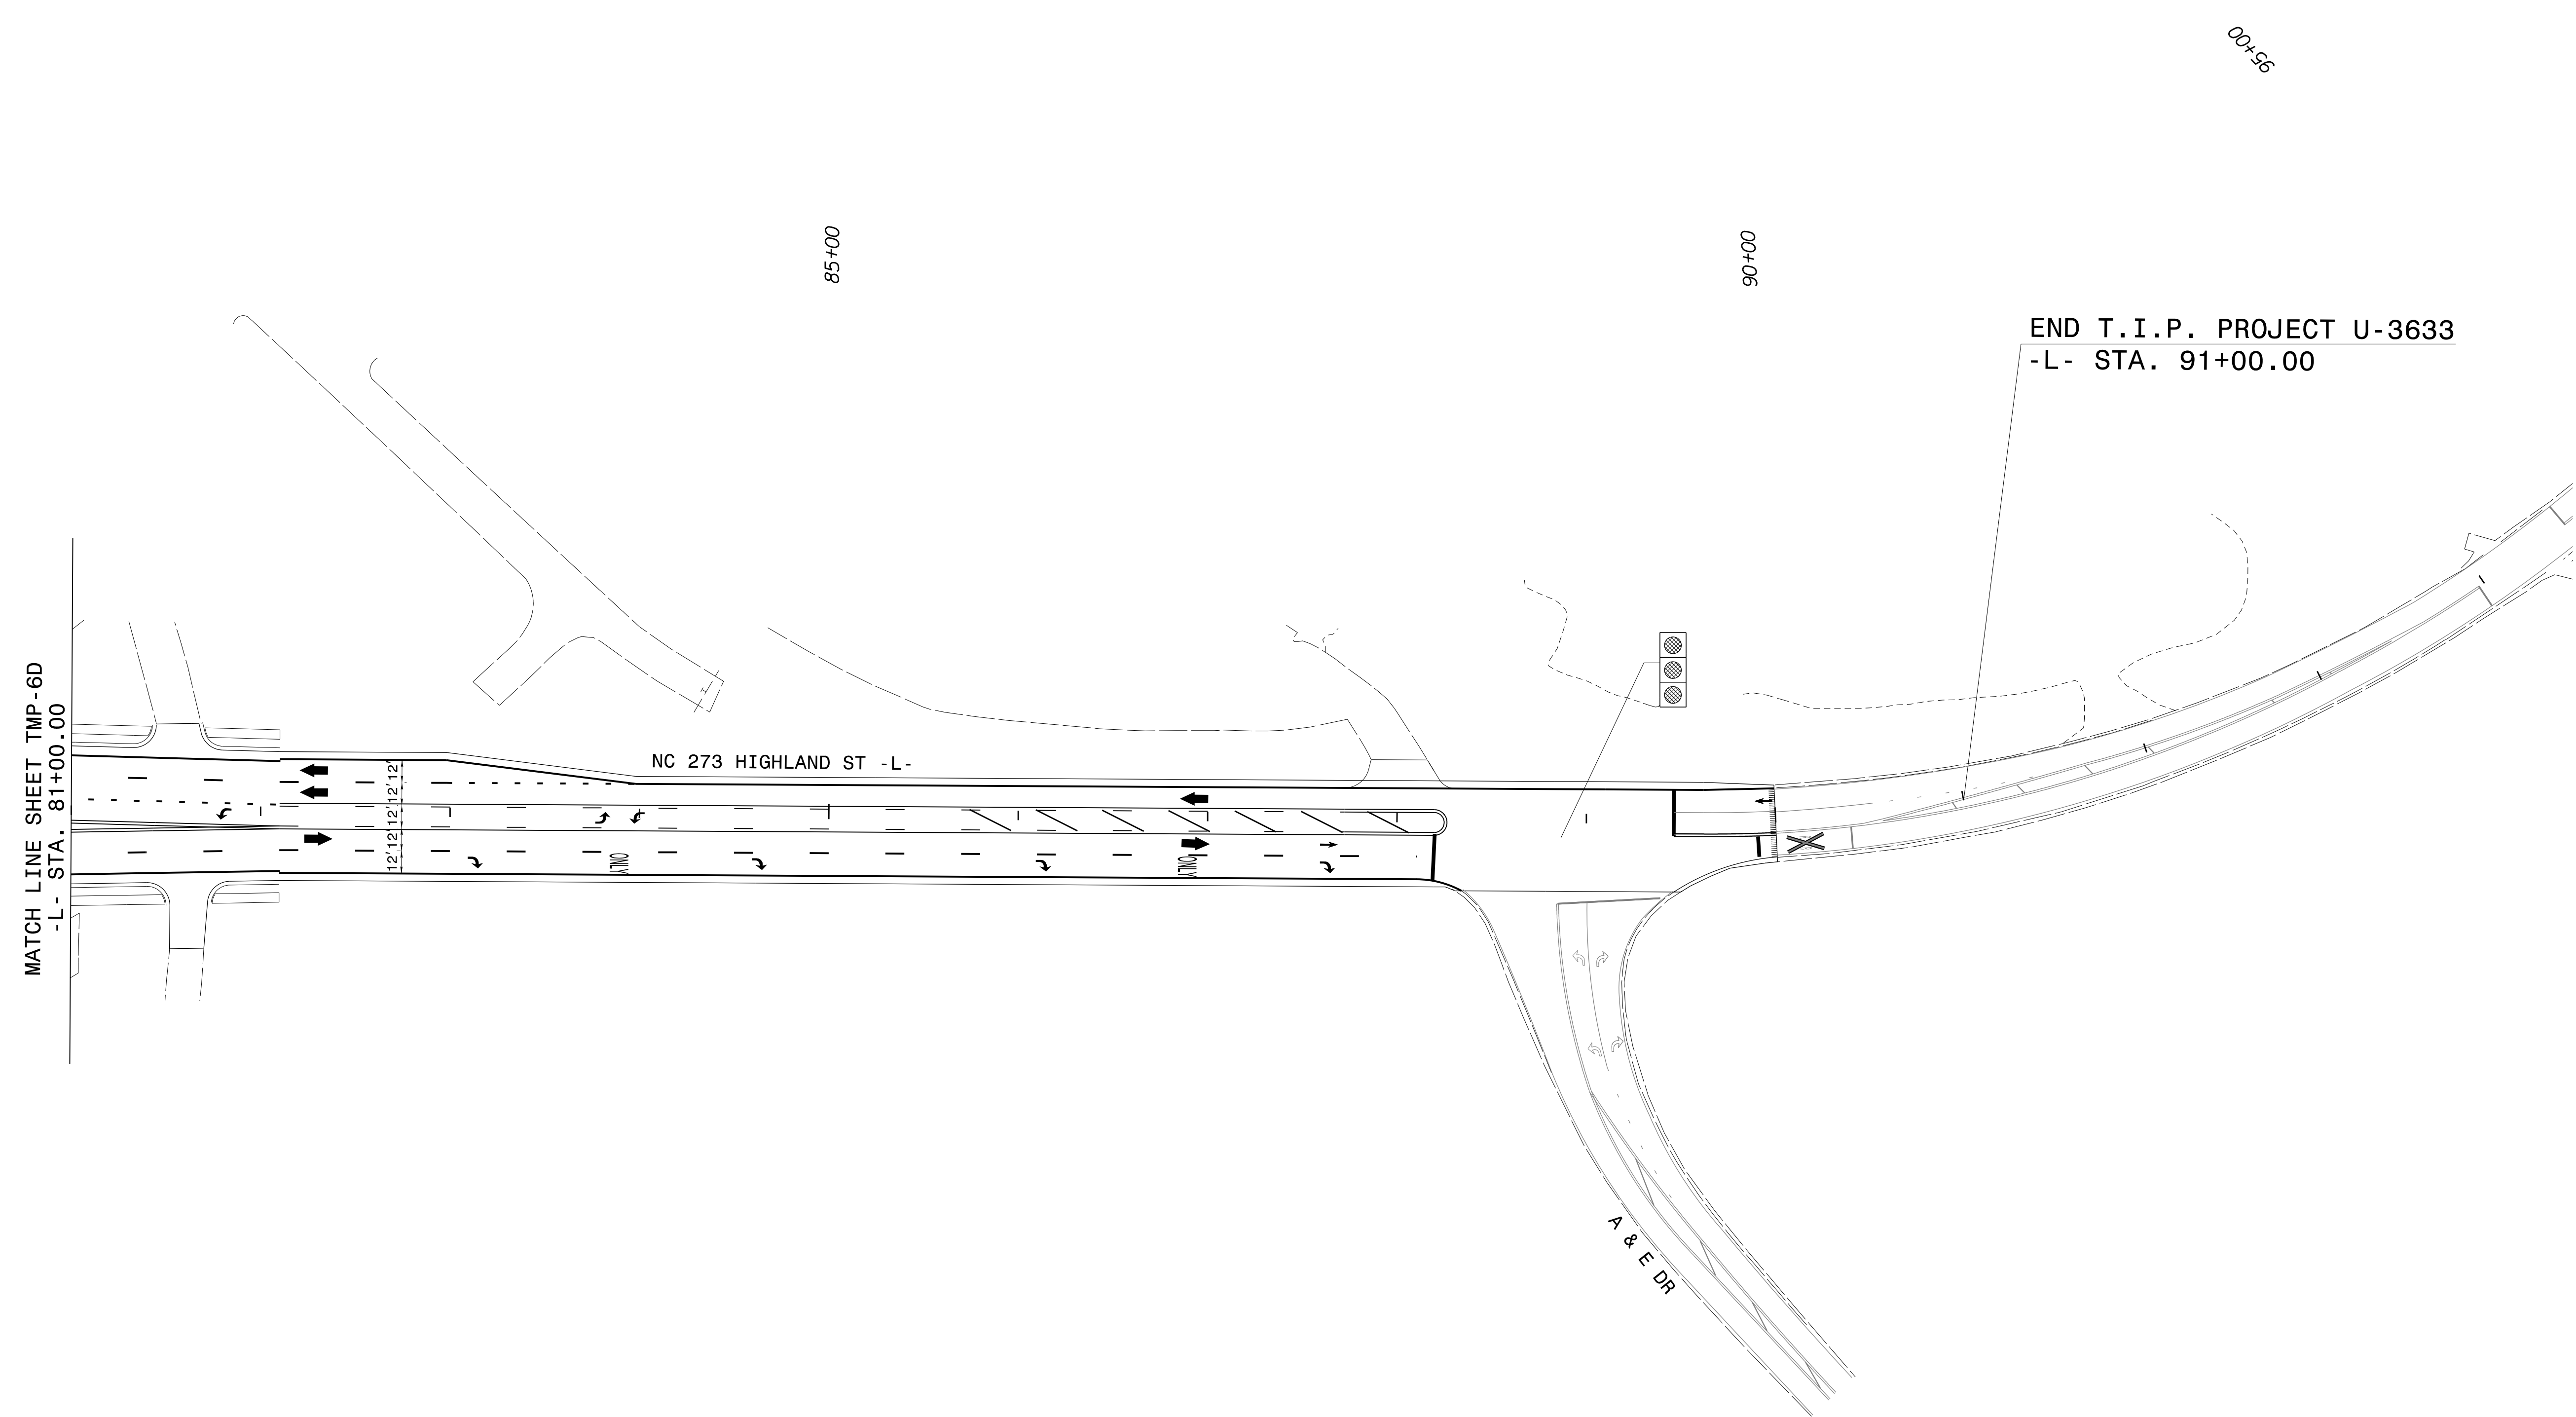 95+00
85+00
90+00
END T.I.P. PROJECT U-3633
-L- STA. 91+00.00
MATCH LINE SHEET TMP-6D
-L- STA. 81+00.00
NC 273 HIGHLAND ST -L-
12'12'12'12'12'
ONLY
ONLY
A & E DR